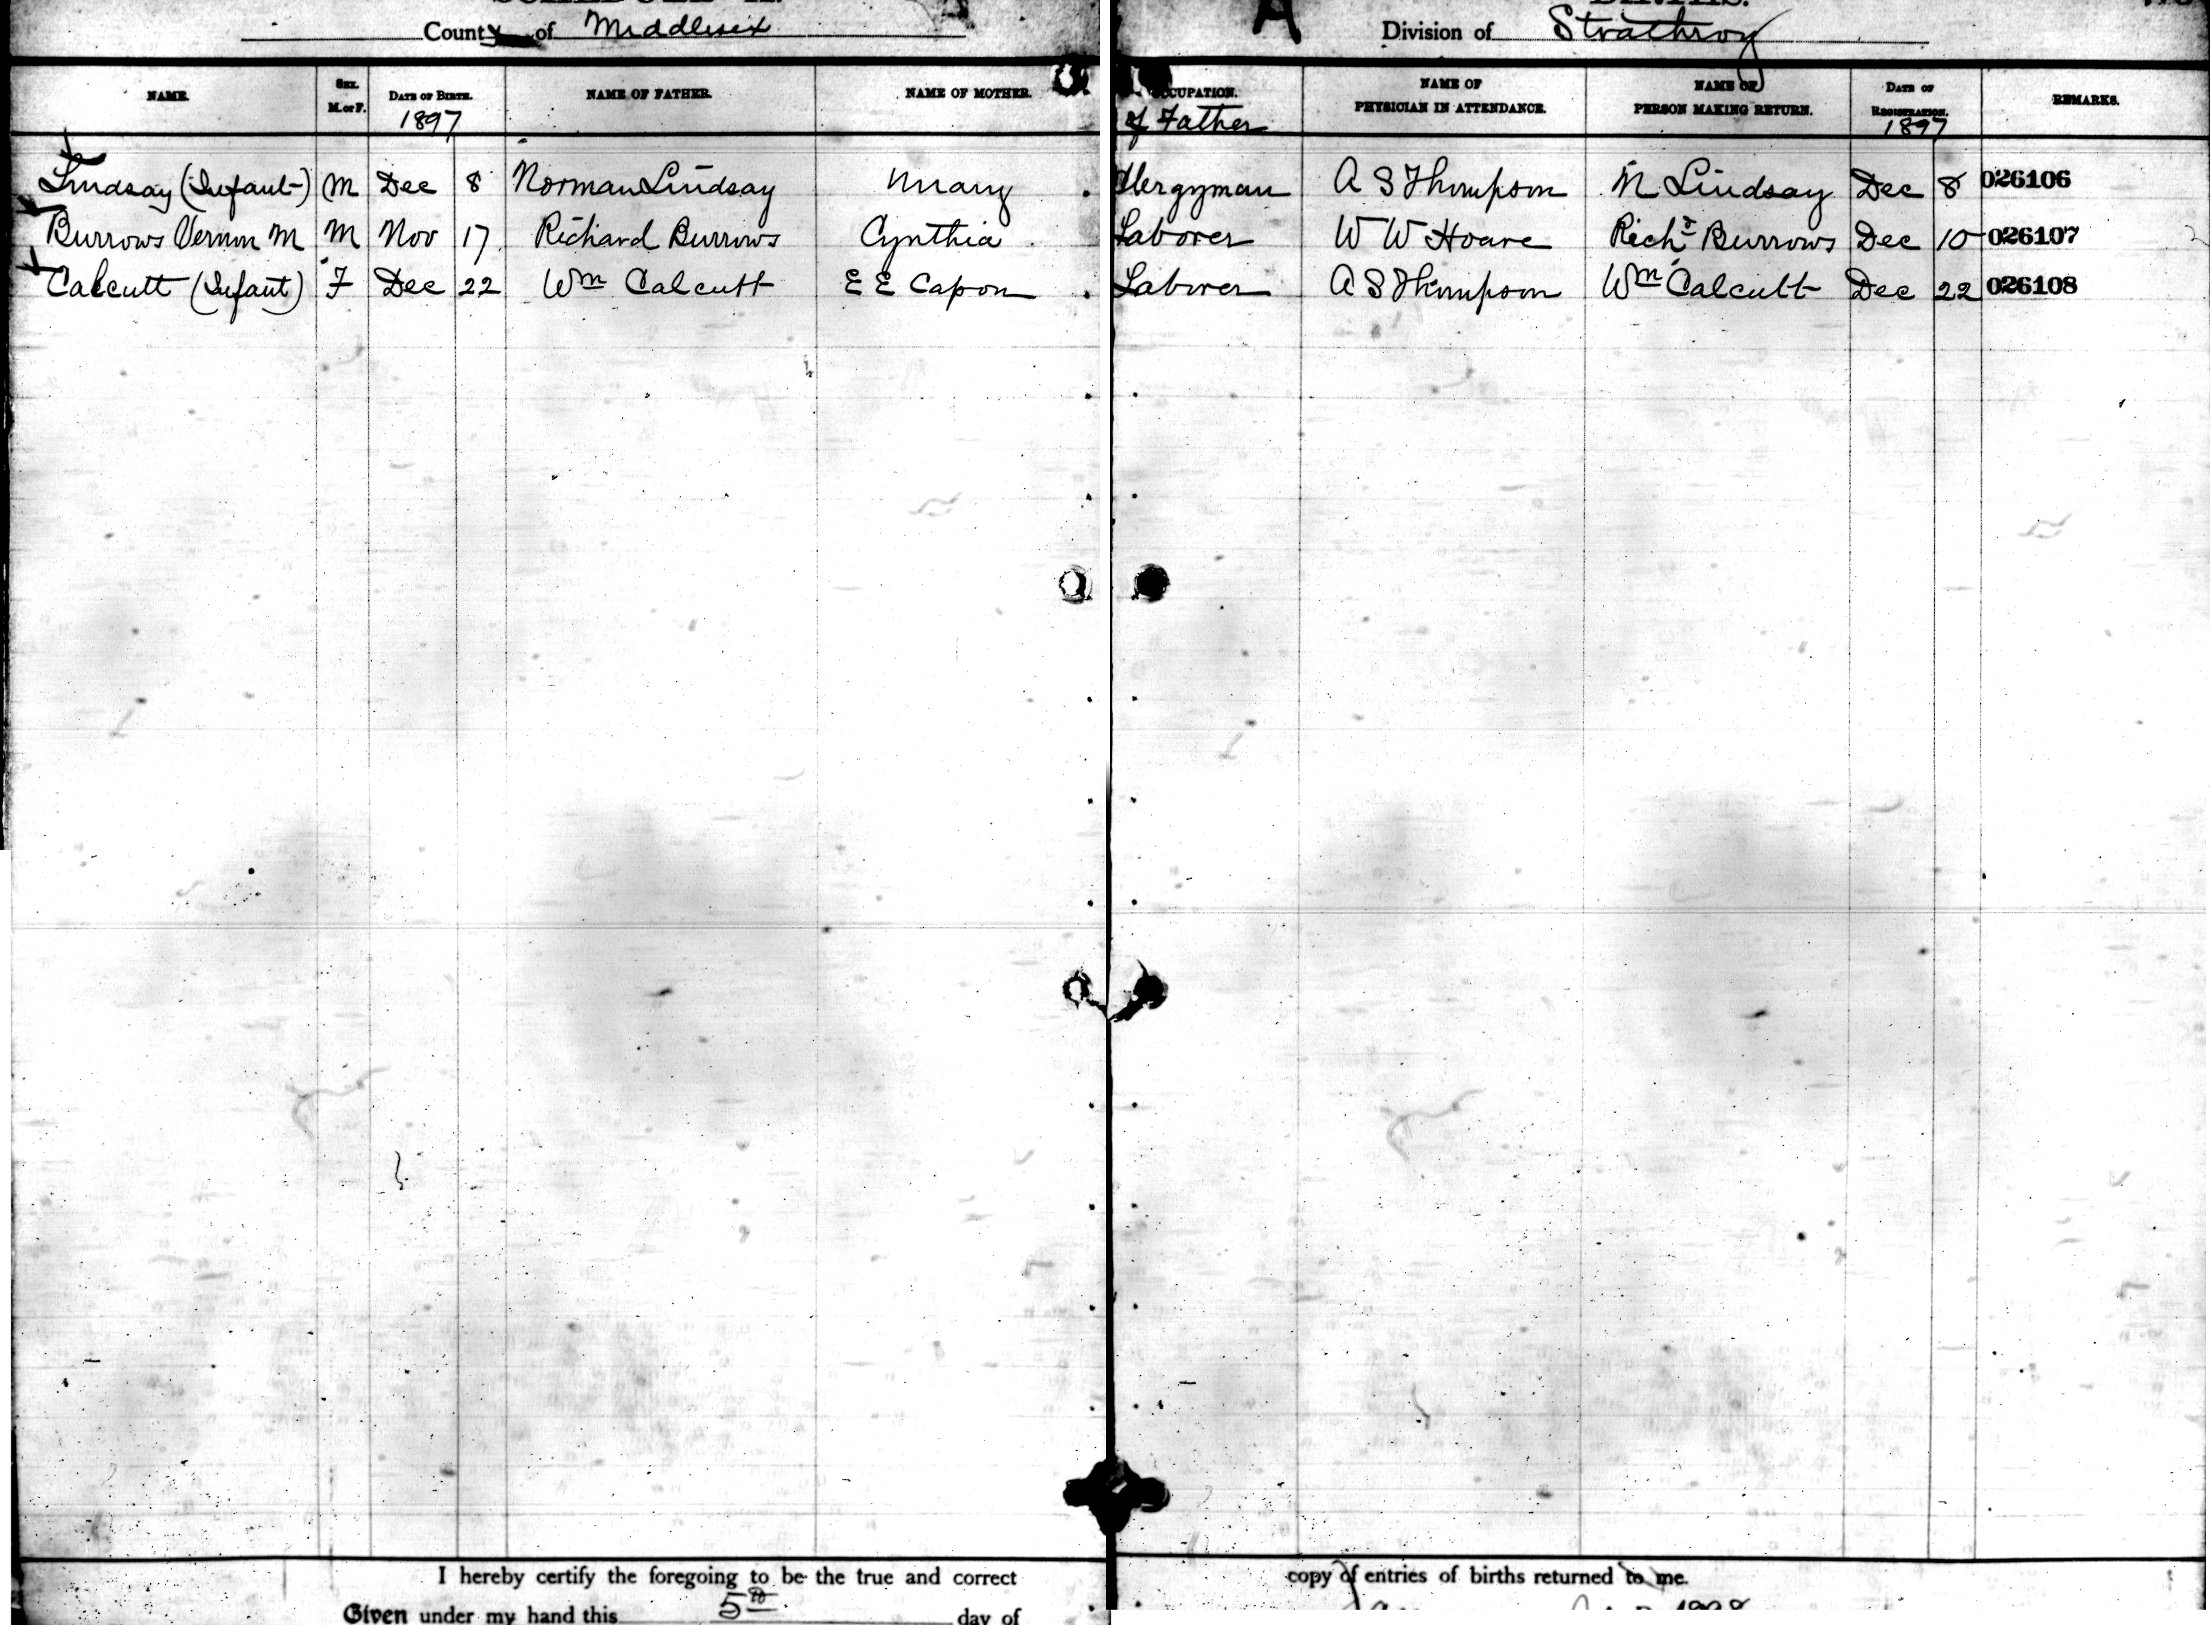 County of Middlesex
A Division of Strathroy
NAME. SEX. M. or F. DATE OF BIRTH. 1897 NAME OF FATHER. NAME OF MOTHER. OCCUPATION. of Father NAME OF PHYSICIAN IN ATTENDANCE. NAME OF PERSON MAKING RETURN. DATE OF REGISTRATION. 1897 REMARKS.
Lindsay (Infant) M Dec 8 Norman Lindsay Mary Clergyman A S Thompson N Lindsay Dec 8 026106
Burrows Vernon M M Nov 17 Richard Burrows Cynthia Laborer W W Hoare Richd Burrows Dec 10 026107
Calcutt (Infant) F Dec 22 Wm Calcutt E E Capon Laborer A S Thompson Wm Calcutt Dec 22 026108
I hereby certify the foregoing to be the true and correct copy of entries of births returned to me.
Given under my hand this 5th day of